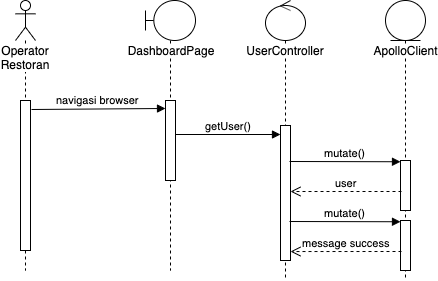 Operator
Restoran
DashboardPage
UserController
ApolloClient
navigasi browser
getUser()
mutate()
user
mutate()
message success